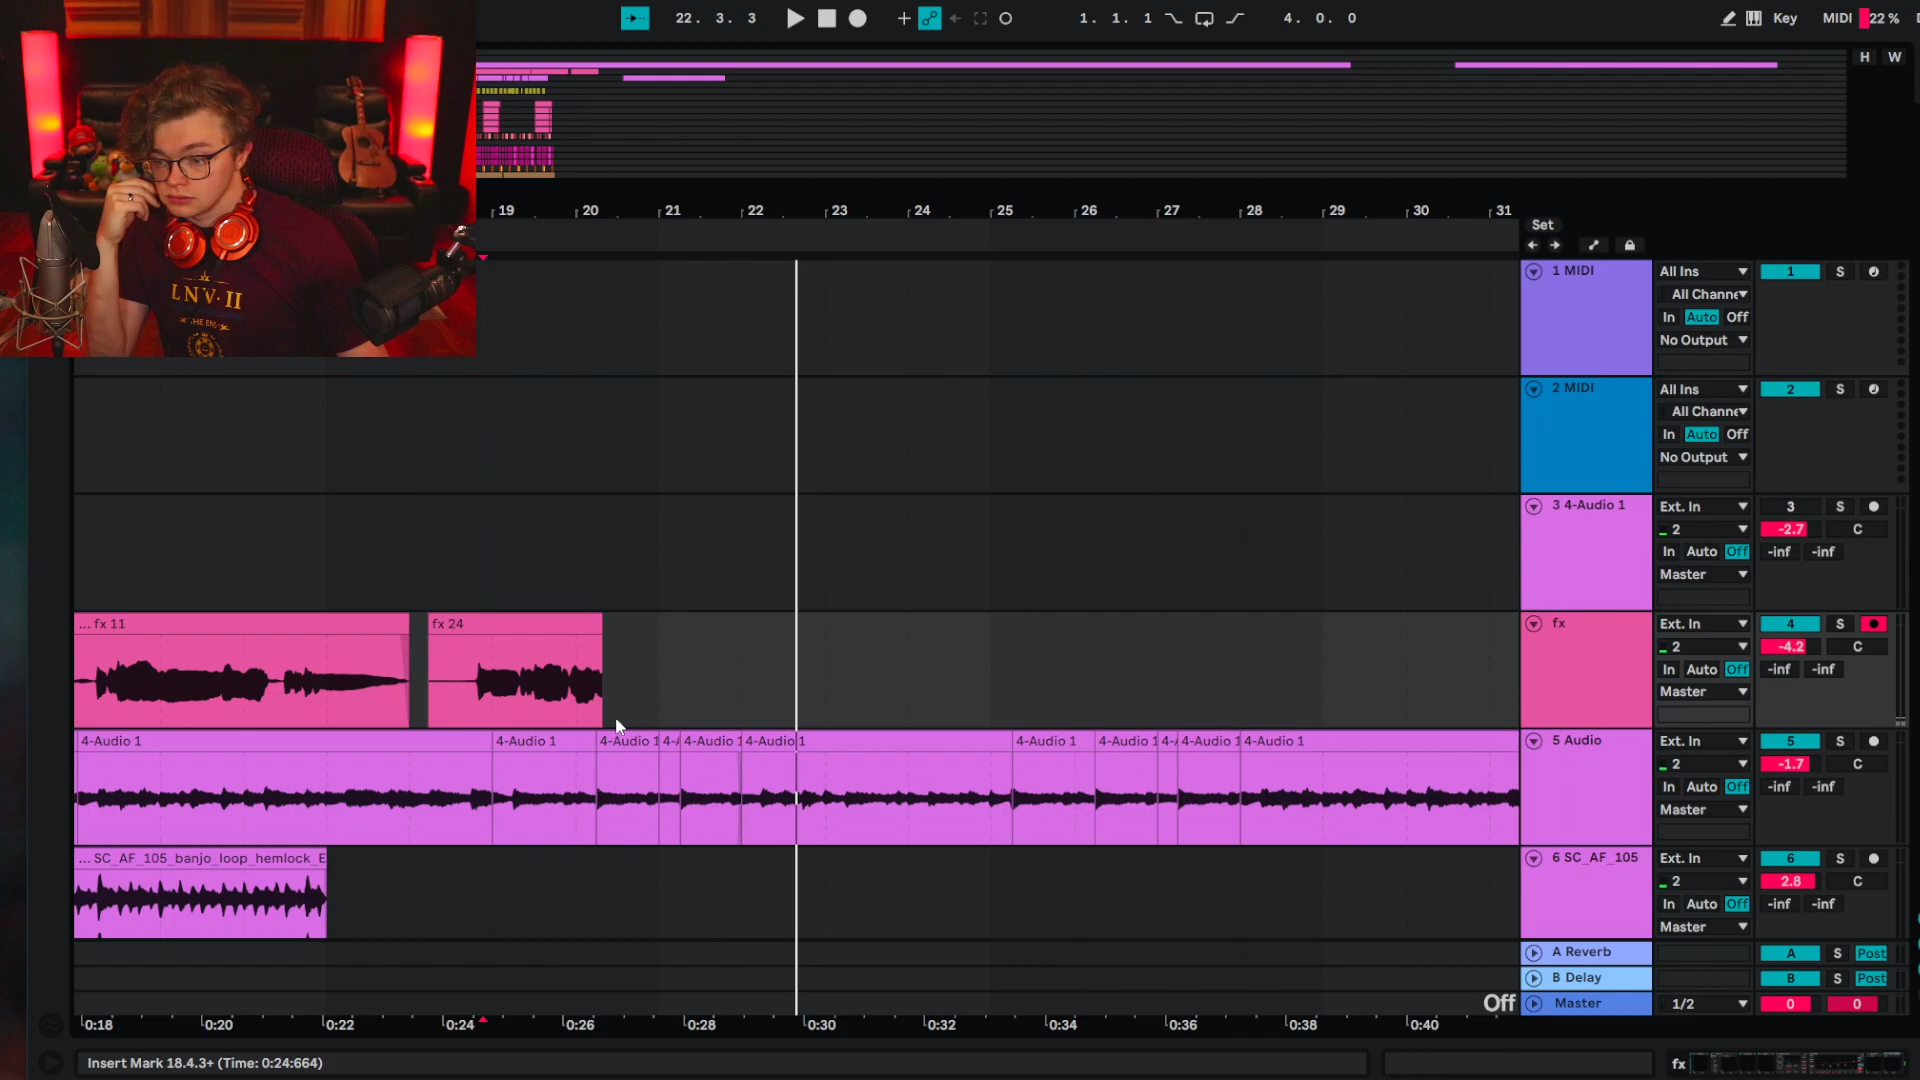 22. 3. 3
1. 1. 1
4. 0. 0
Key
MIDI
22 %
H
W
19
20
21
22
23
24
25
26
27
28
29
30
31
Set
LNV·II
THE END
1 MIDI
All Ins
1
S
All Channe
In
Auto
Off
No Output
2 MIDI
All Ins
2
S
All Channe
In
Auto
Off
No Output
3 4-Audio 1
Ext. In
3
S
2
-2.7
C
In
Auto
Off
-inf
-inf
Master
... fx 11
fx 24
fx
Ext. In
4
S
2
-4.2
C
In
Auto
Off
-inf
-inf
Master
4-Audio 1
4-Audio 1
4-Audio 1
4-A
4-Audio 1
4-Audio 1
4-Audio 1
4-Audio 1
4-A
4-Audio 1
4-Audio 1
5 Audio
Ext. In
5
S
2
-1.7
C
In
Auto
Off
-inf
-inf
Master
... SC_AF_105_banjo_loop_hemlock_E
6 SC_AF_105
Ext. In
6
S
2
2.8
C
In
Auto
Off
-inf
-inf
Master
A Reverb
A
S
Post
B Delay
B
S
Post
Off
Master
1/2
0
0
0:18
0:20
0:22
0:24
0:26
0:28
0:30
0:32
0:34
0:36
0:38
0:40
Insert Mark 18.4.3+ (Time: 0:24:664)
fx